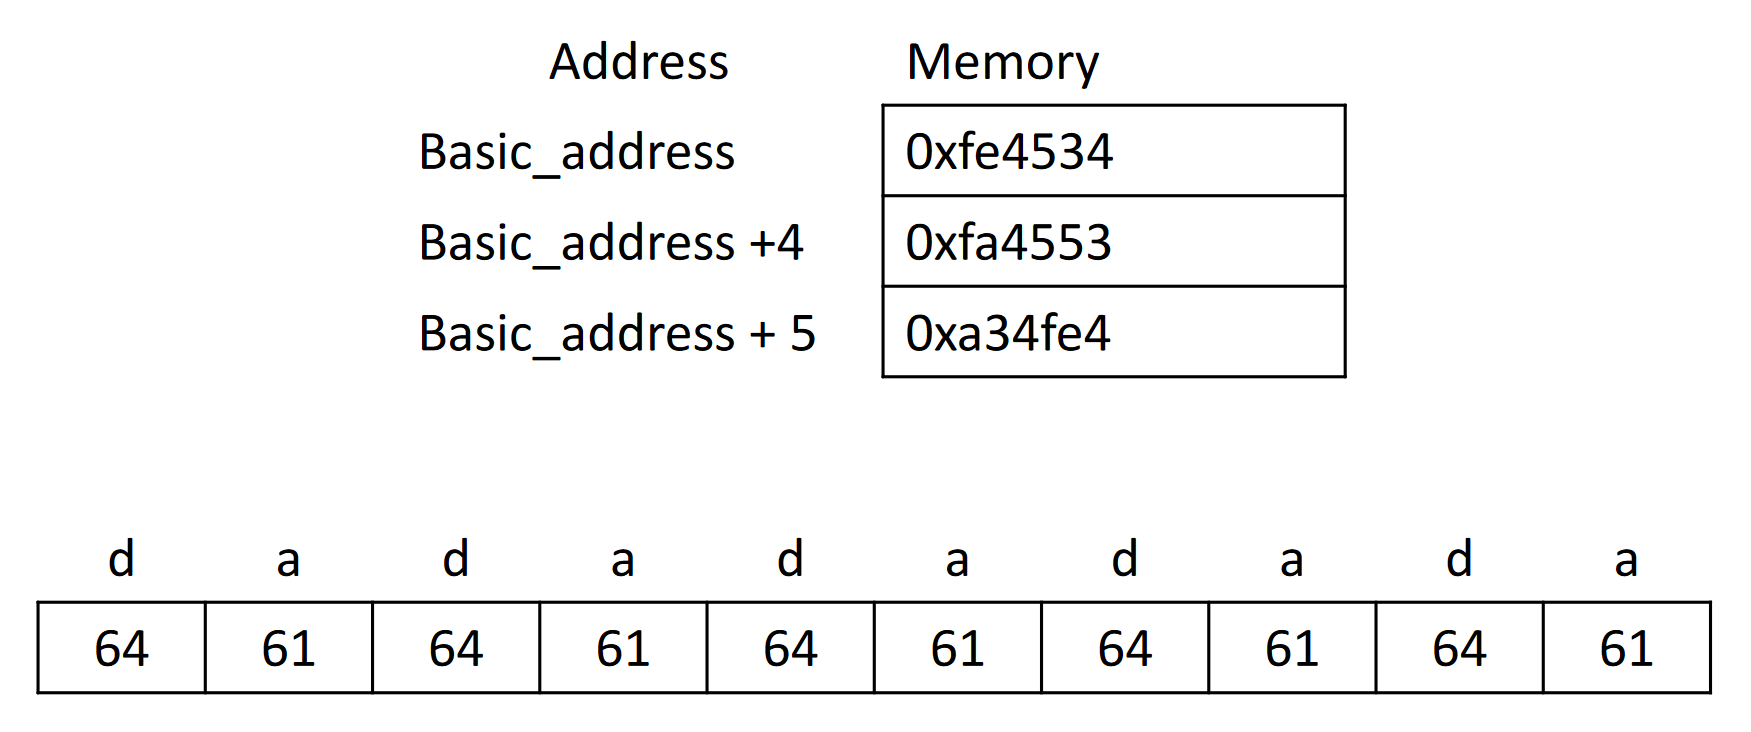 Address Memory
Basic_address 0xfe4534
Basic_address +4 0xfa4553
Basic_address + 5 0xa34fe4
d a d a d a d a d a
64 61 64 61 64 61 64 61 64 61